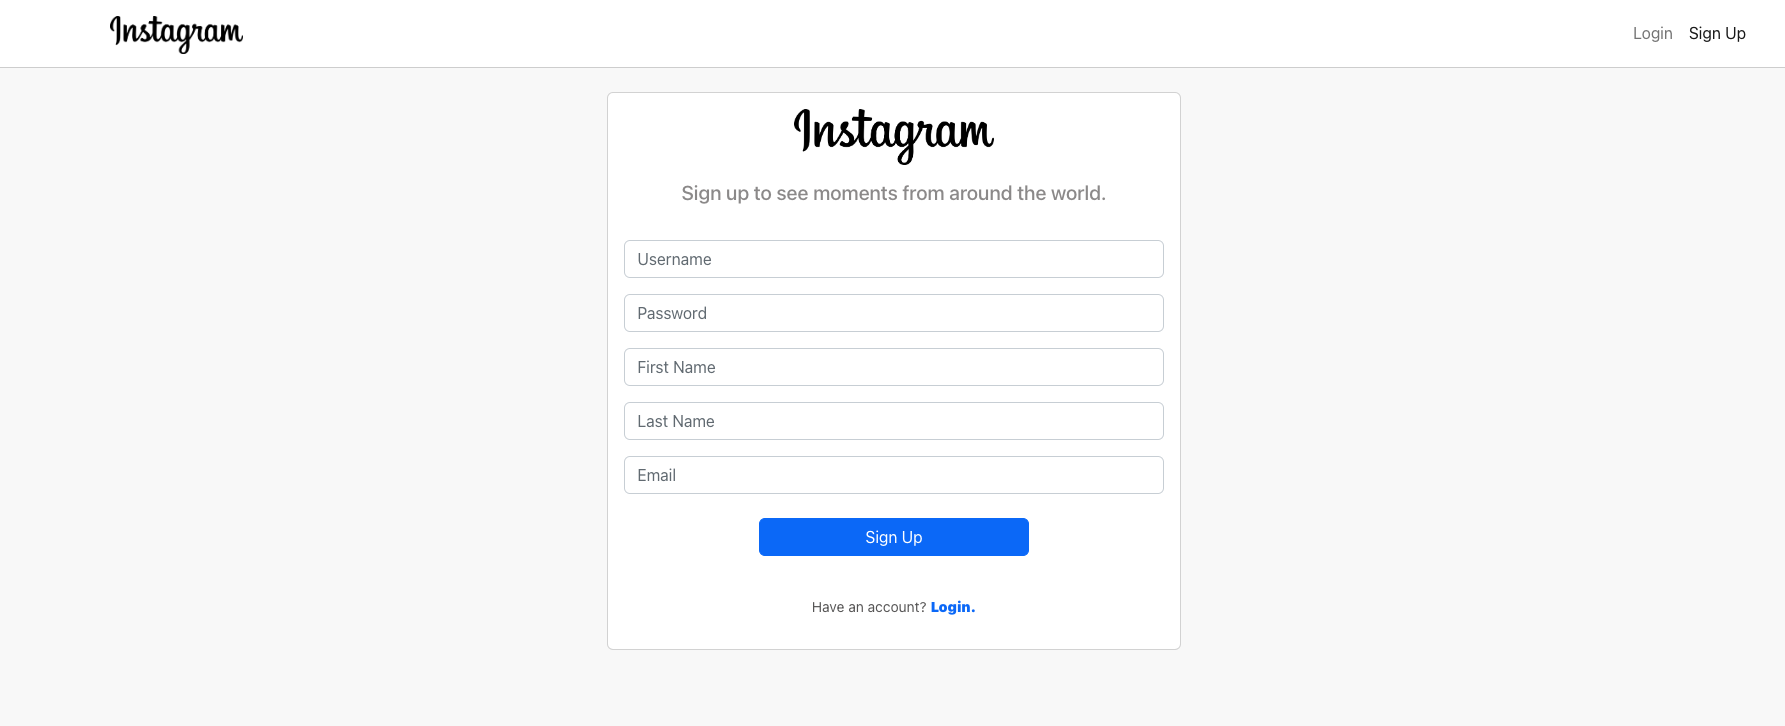 Instagram
Login Sign Up
Instagram
Sign up to see moments from around the world.
Username
Password
First Name
Last Name
Email
Sign Up
Have an account? Login.